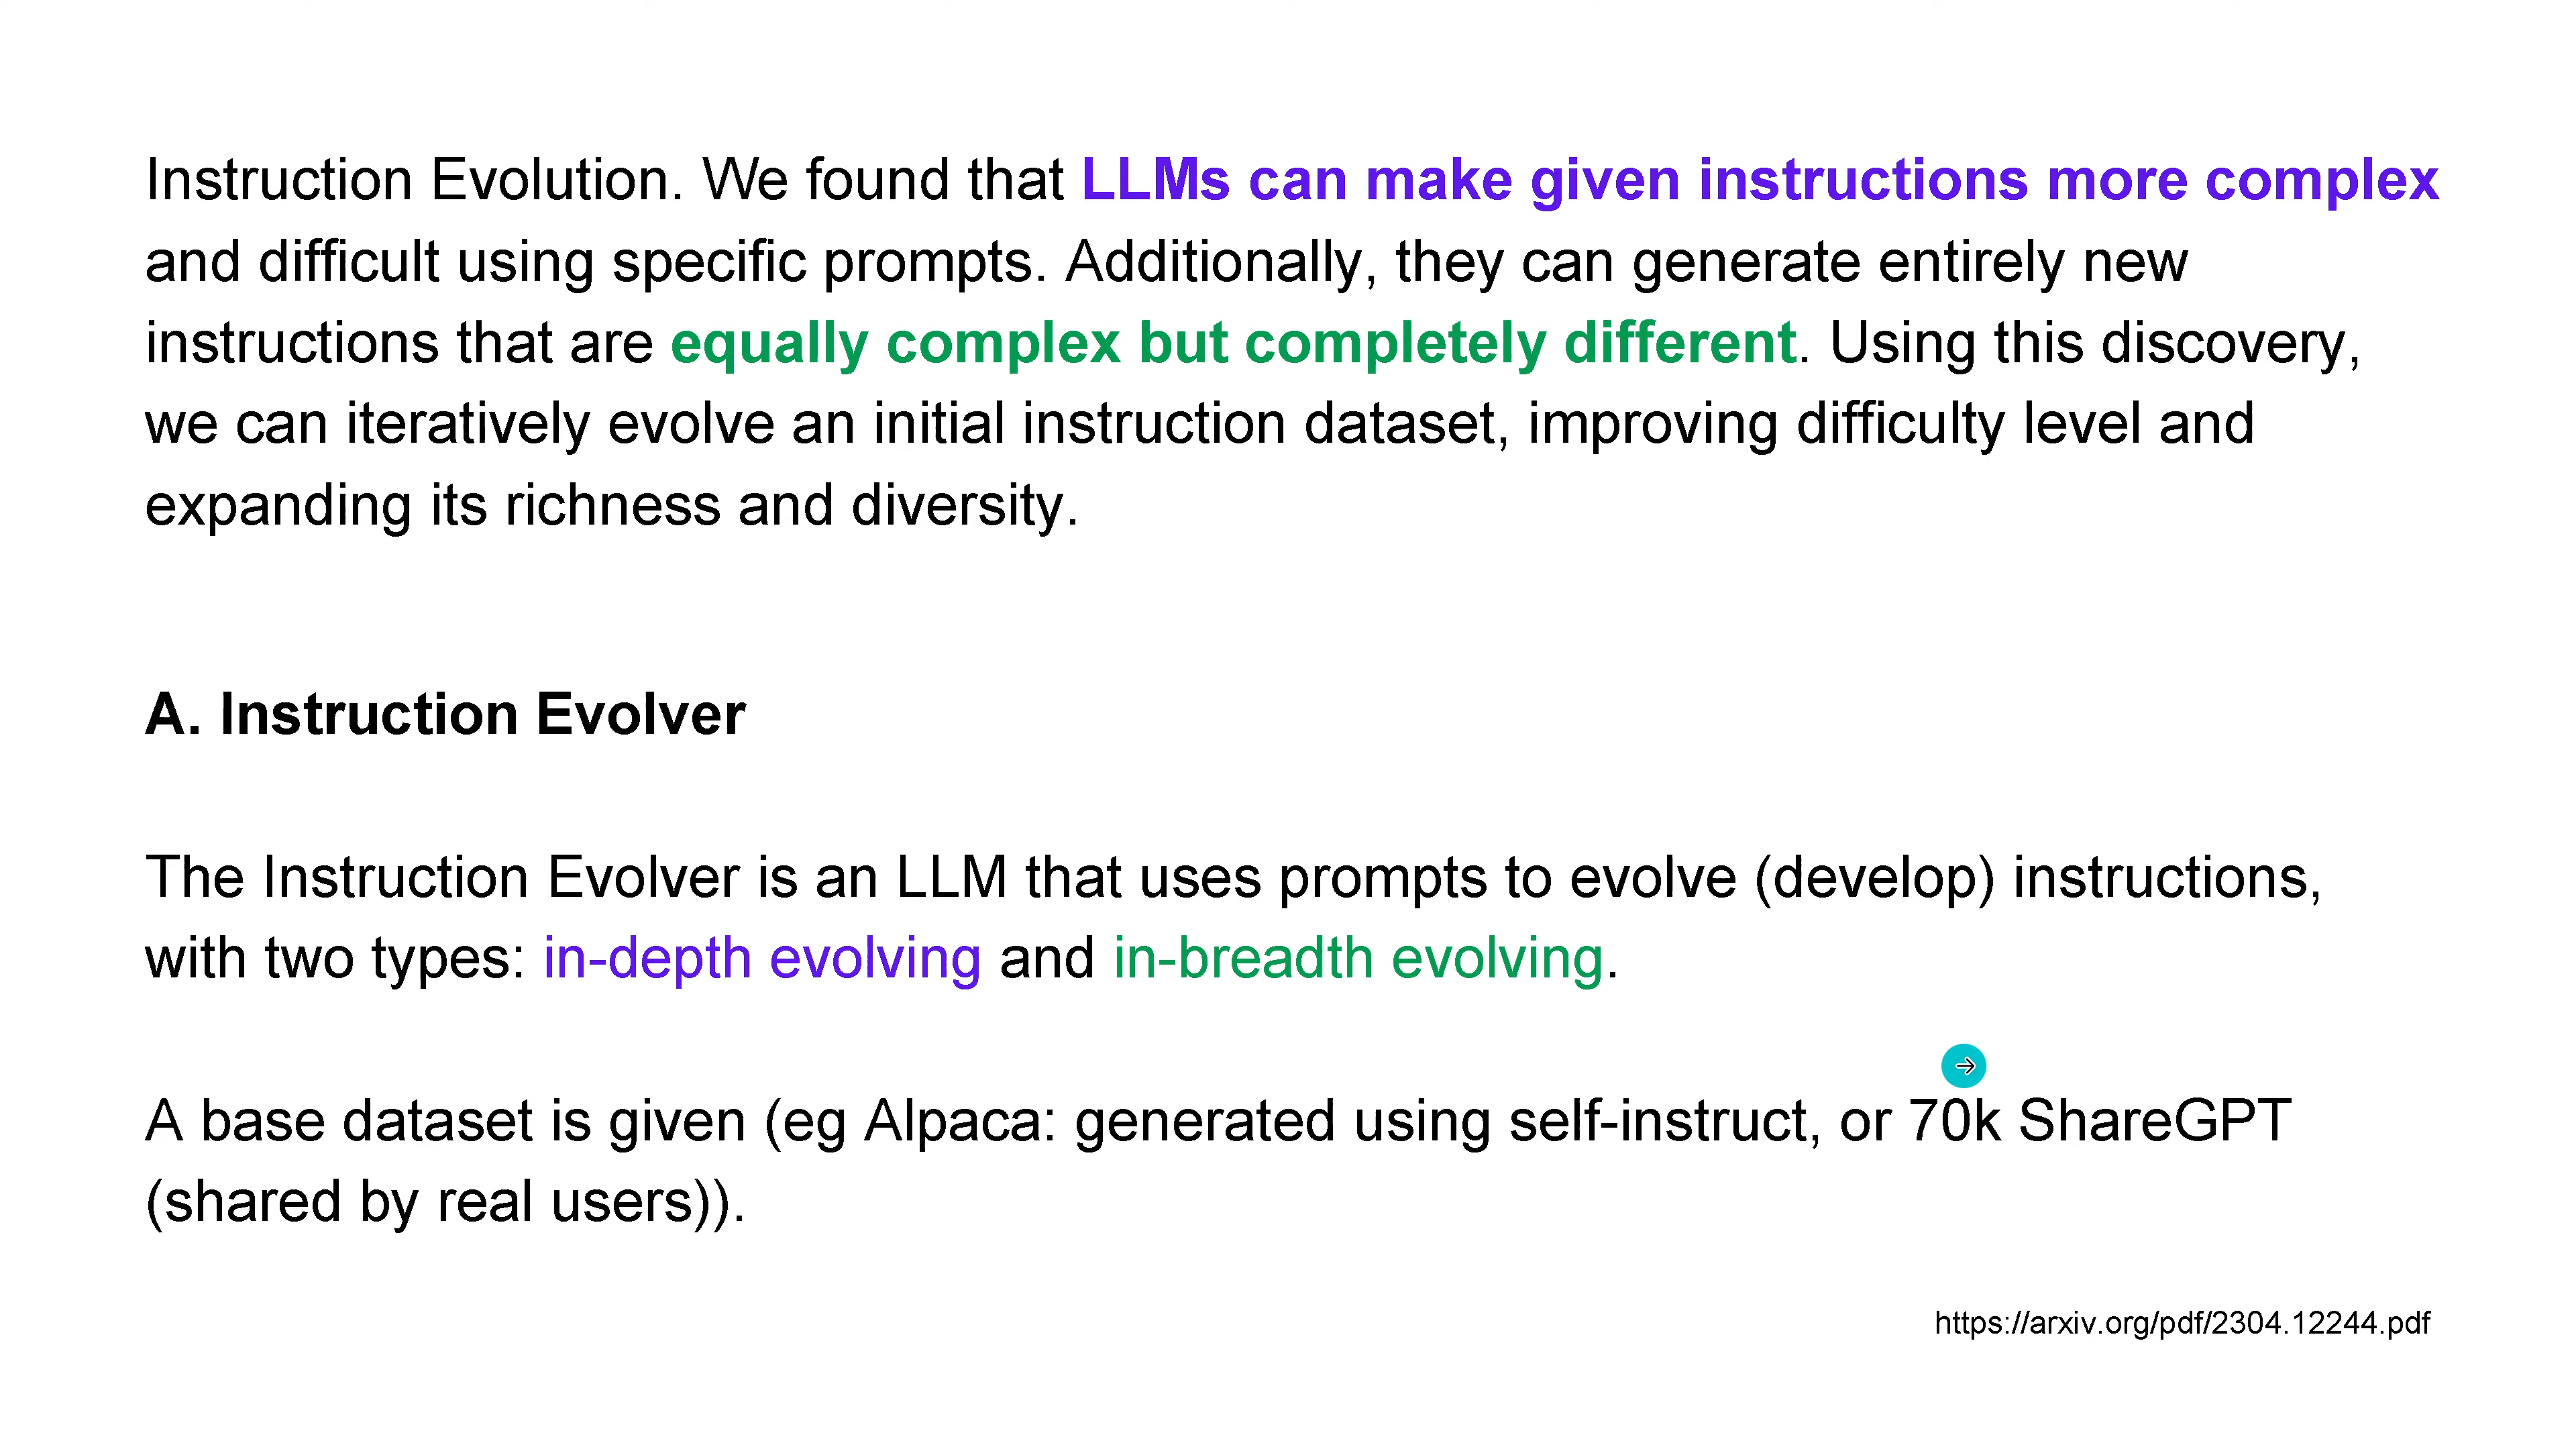 Instruction Evolution. We found that LLMs can make given instructions more complex
and difficult using specific prompts. Additionally, they can generate entirely new
instructions that are equally complex but completely different. Using this discovery,
we can iteratively evolve an initial instruction dataset, improving difficulty level and
expanding its richness and diversity.
A. Instruction Evolver
The Instruction Evolver is an LLM that uses prompts to evolve (develop) instructions,
with two types: in-depth evolving and in-breadth evolving.
A base dataset is given (eg Alpaca: generated using self-instruct, or 70k ShareGPT
(shared by real users)).
https://arxiv.org/pdf/2304.12244.pdf